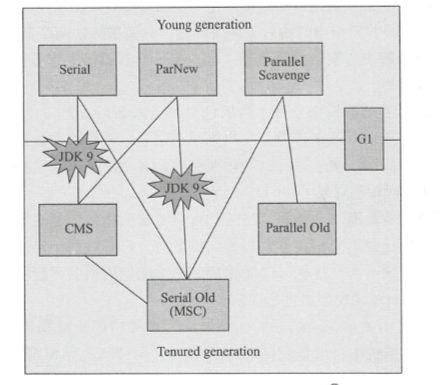 Young generation
Serial
ParNew
Parallel
Scavenge
G1
JDK 9
JDK 9
CMS
Parallel Old
Serial Old
(MSC)
Tenured generation